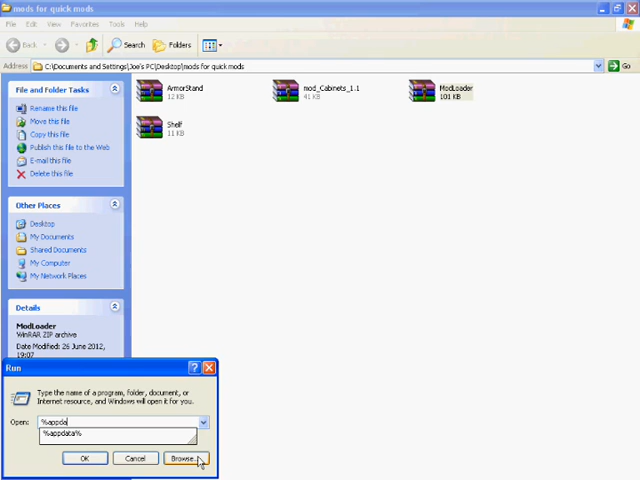 mods for quick mods
File Edit View Favorites Tools Help
Back Search Folders
Address C:\Documents and Settings\Joe's PC\Desktop\mods for quick mods Go
File and Folder Tasks
Rename this file
Move this file
Copy this file
Publish this file to the Web
E-mail this file
Delete this file
Other Places
Desktop
My Documents
Shared Documents
My Computer
My Network Places
Details
ModLoader
WinRAR ZIP archive
Date Modified: 26 June 2012,
19:07
ArmorStand
12 KB
mod_Cabinets_1.1
41 KB
ModLoader
101 KB
Shelf
11 KB
Run
Type the name of a program, folder, document, or
Internet resource, and Windows will open it for you.
Open: %appda
%appdata%
OK Cancel Browse...